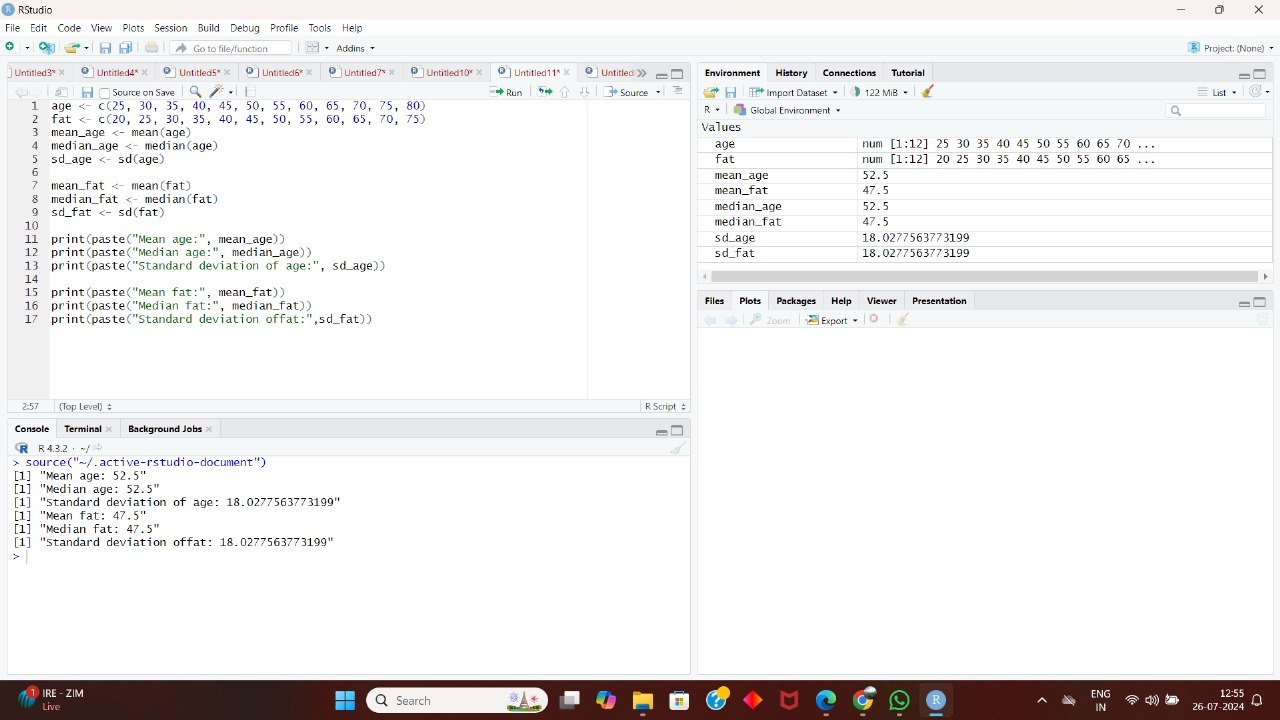 RStudio
File Edit Code View Plots Session Build Debug Profile Tools Help
Go to file/function Addins Project: (None)
Untitled3* Untitled4* Untitled5* Untitled6* Untitled7* Untitled10* Untitled11* Untitled
Source on Save Run Source
1 age <- c(25, 30, 35, 40, 45, 50, 55, 60, 65, 70, 75, 80)
2 fat <- c(20, 25, 30, 35, 40, 45, 50, 55, 60, 65, 70, 75)
3 mean_age <- mean(age)
4 median_age <- median(age)
5 sd_age <- sd(age)
6
7 mean_fat <- mean(fat)
8 median_fat <- median(fat)
9 sd_fat <- sd(fat)
10
11 print(paste("Mean age:", mean_age))
12 print(paste("Median age:", median_age))
13 print(paste("Standard deviation of age:", sd_age))
14
15 print(paste("Mean fat:", mean_fat))
16 print(paste("Median fat:", median_fat))
17 print(paste("Standard deviation offat:",sd_fat))
2:57 (Top Level) R Script
Console Terminal Background Jobs
R 4.3.2 · ~/
> source("~/.active-rstudio-document")
[1] "Mean age: 52.5"
[1] "Median age: 52.5"
[1] "Standard deviation of age: 18.0277563773199"
[1] "Mean fat: 47.5"
[1] "Median fat: 47.5"
[1] "Standard deviation offat: 18.0277563773199"
>
Environment History Connections Tutorial
Import Dataset 122 MiB List
R Global Environment
Values
age num [1:12] 25 30 35 40 45 50 55 60 65 70 ...
fat num [1:12] 20 25 30 35 40 45 50 55 60 65 ...
mean_age 52.5
mean_fat 47.5
median_age 52.5
median_fat 47.5
sd_age 18.0277563773199
sd_fat 18.0277563773199
Files Plots Packages Help Viewer Presentation
Zoom Export
1 IRE - ZIM
Live
Search
ENG
IN
12:55
26-07-2024